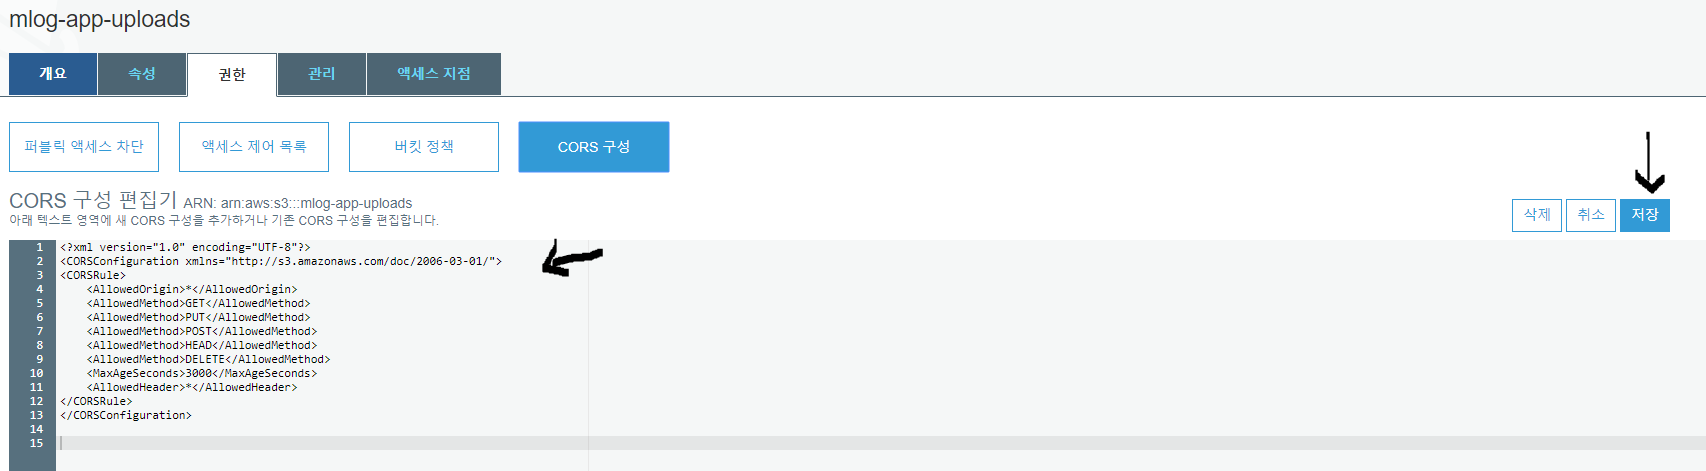 mlog-app-uploads
개요 속성 권한 관리 액세스 지점
퍼블릭 액세스 차단 액세스 제어 목록 버킷 정책 CORS 구성
CORS 구성 편집기 ARN: arn:aws:s3:::mlog-app-uploads
아래 텍스트 영역에 새 CORS 구성을 추가하거나 기존 CORS 구성을 편집합니다.
삭제 취소 저장
1 <?xml version="1.0" encoding="UTF-8"?>
2 <CORSConfiguration xmlns="http://s3.amazonaws.com/doc/2006-03-01/">
3 <CORSRule>
4 <AllowedOrigin>*</AllowedOrigin>
5 <AllowedMethod>GET</AllowedMethod>
6 <AllowedMethod>PUT</AllowedMethod>
7 <AllowedMethod>POST</AllowedMethod>
8 <AllowedMethod>HEAD</AllowedMethod>
9 <AllowedMethod>DELETE</AllowedMethod>
10 <MaxAgeSeconds>3000</MaxAgeSeconds>
11 <AllowedHeader>*</AllowedHeader>
12 </CORSRule>
13 </CORSConfiguration>
14
15